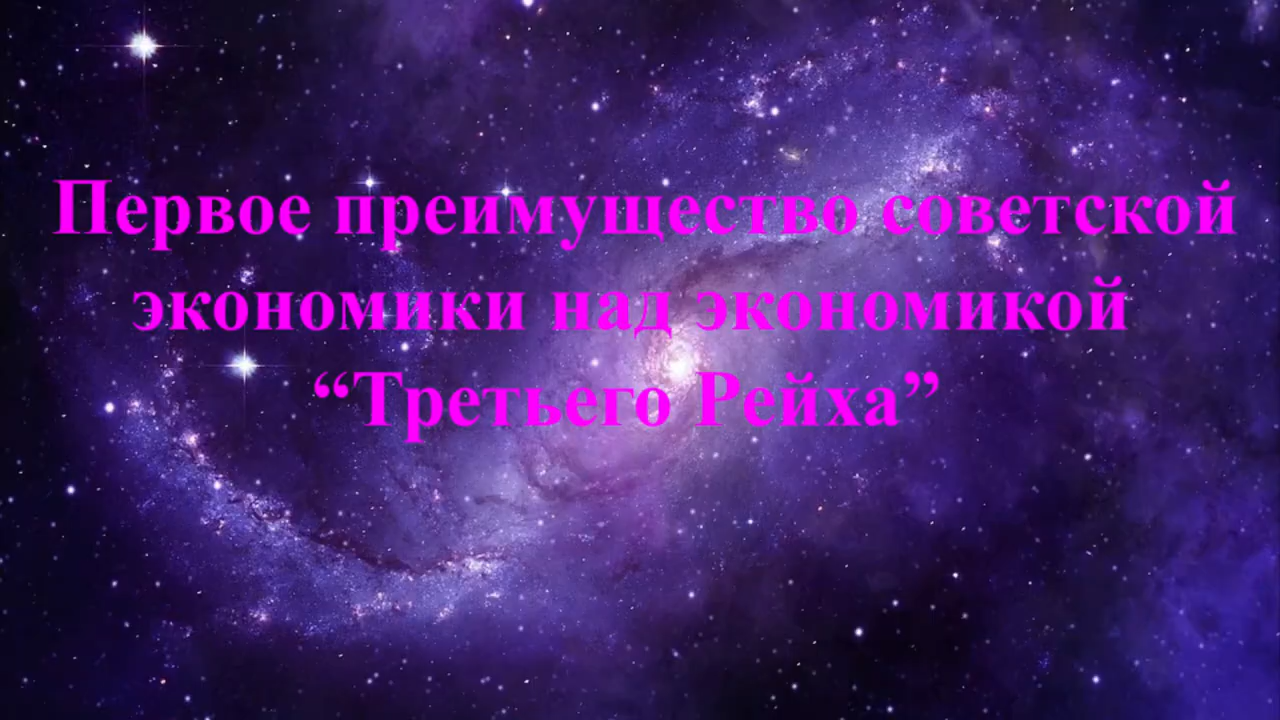 Первое преимущество советской
экономики над экономикой
“Третьего Рейха”